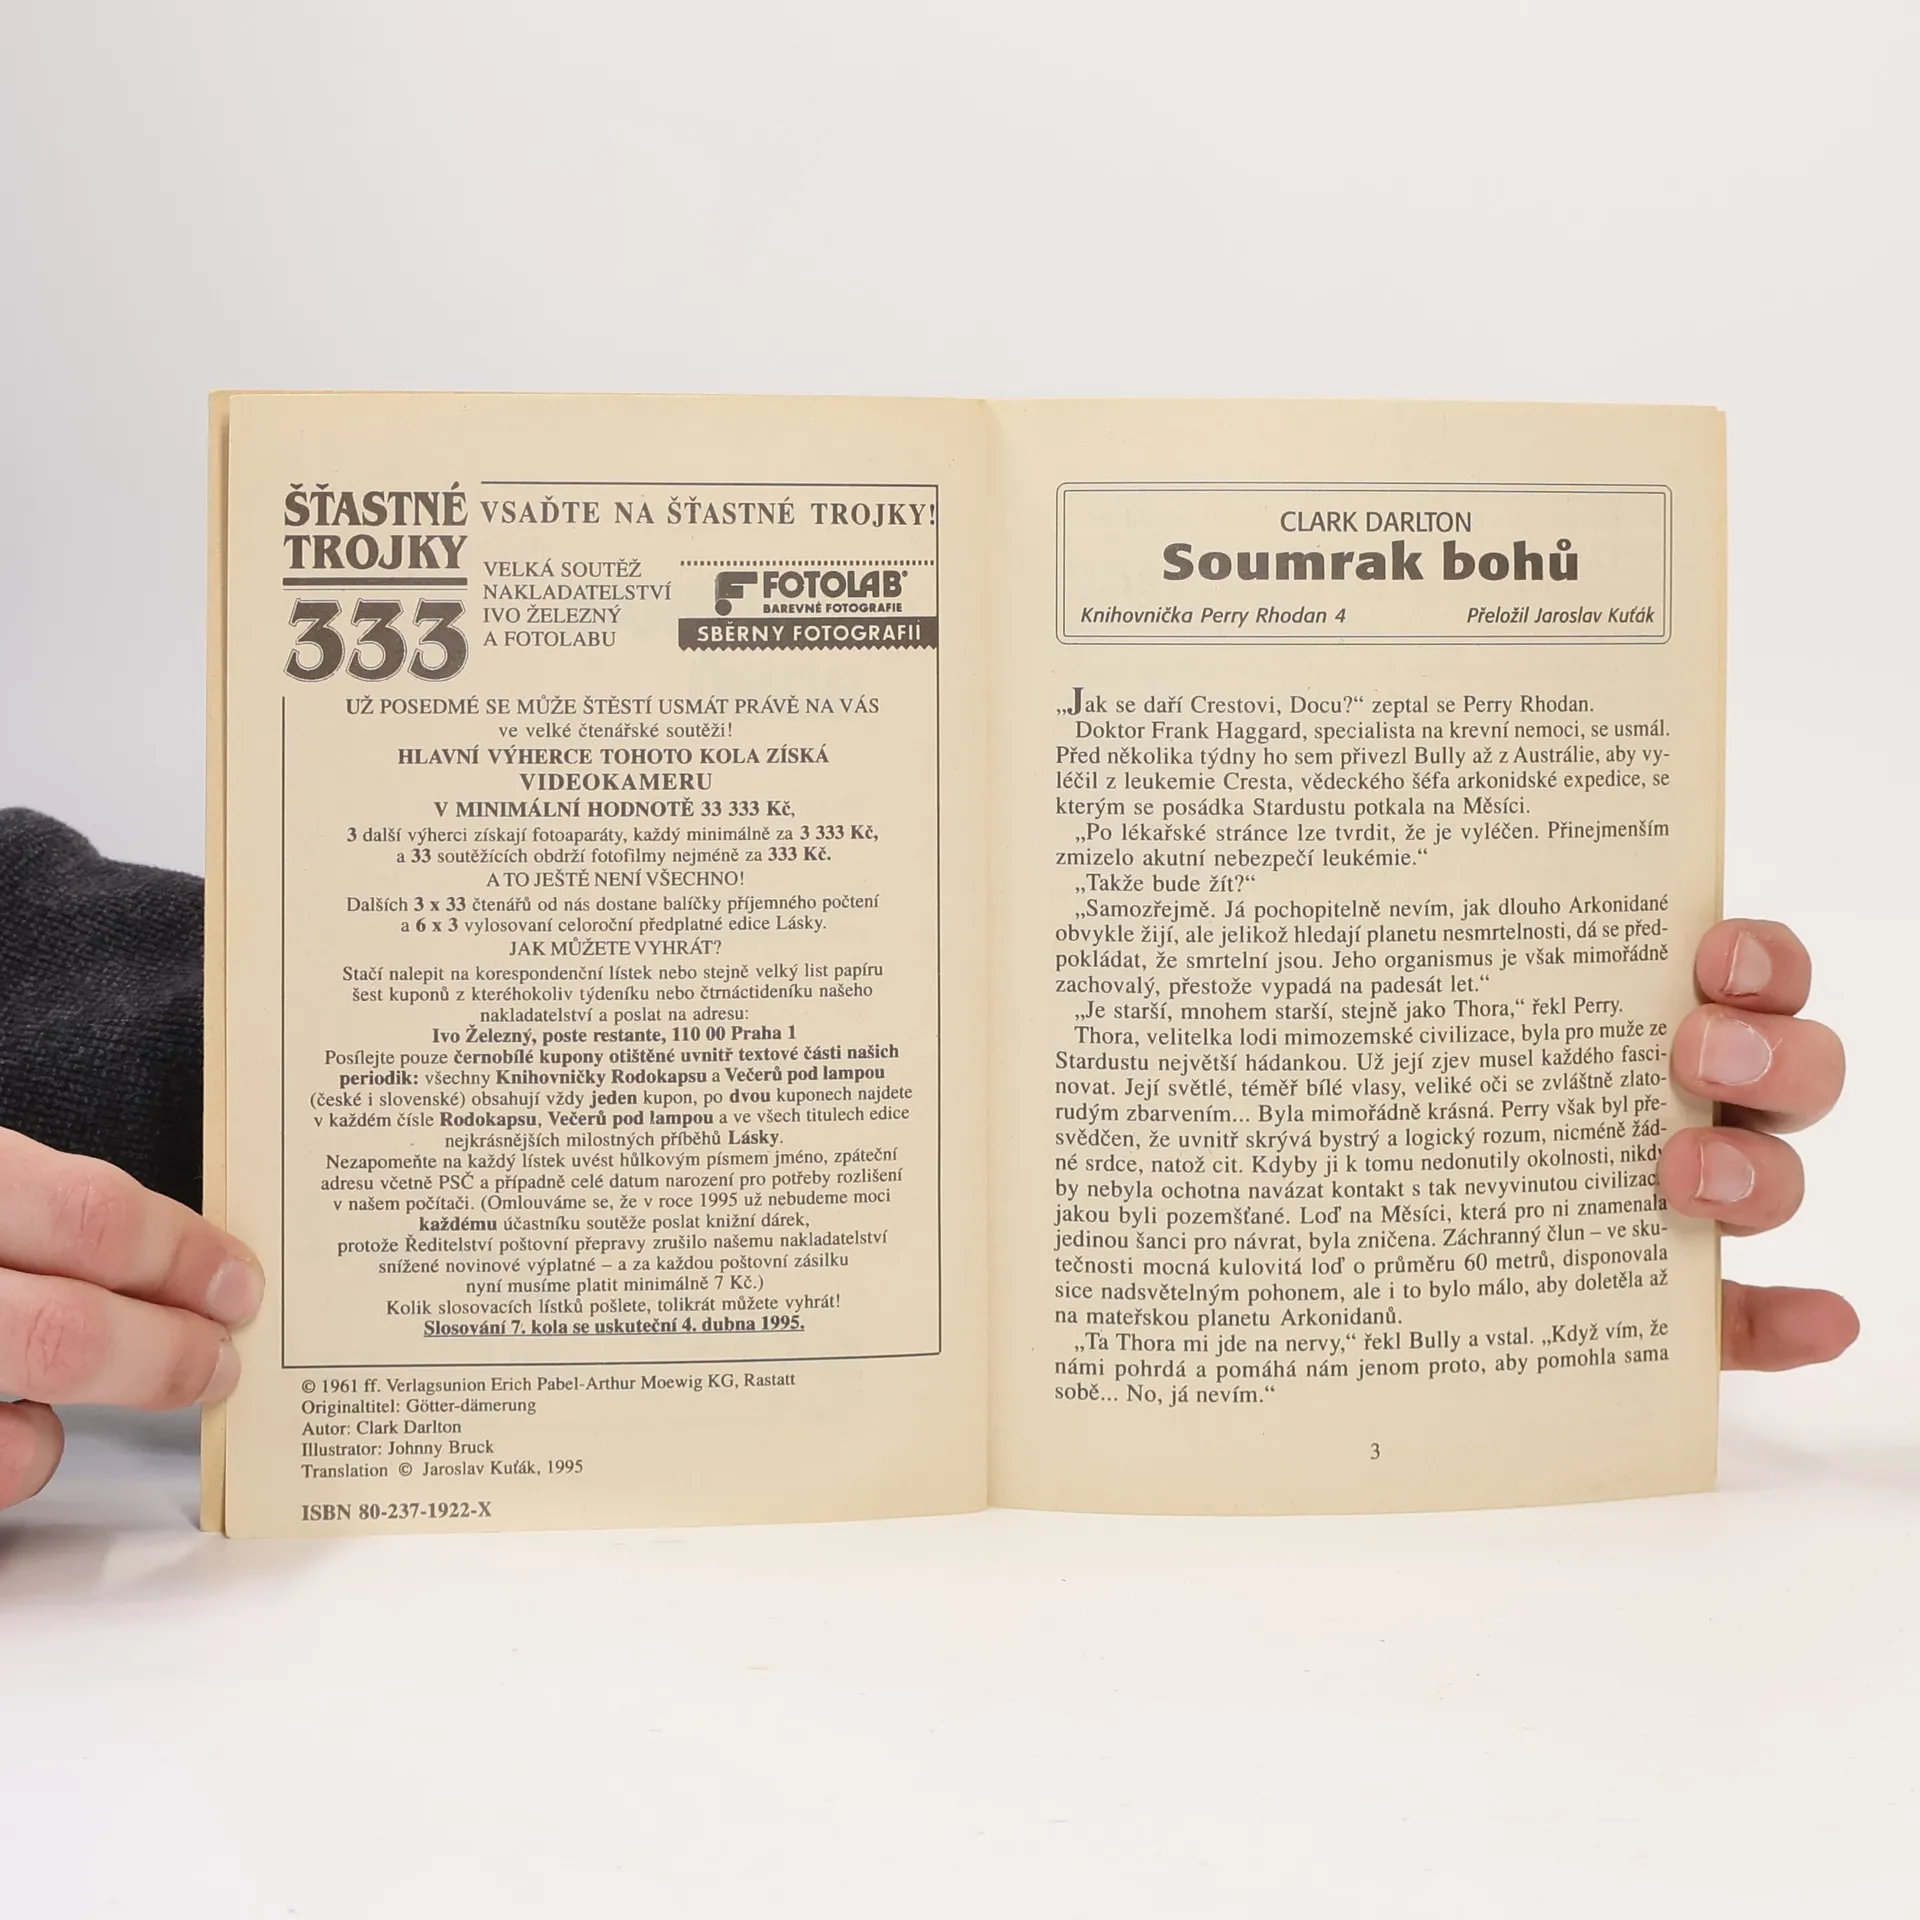 ŠŤASTNÉ
TROJKY
333
VSAĎTE NA ŠŤASTNÉ TROJKY!
VELKÁ SOUTĚŽ
NAKLADATELSTVÍ
IVO ŽELEZNÝ
A FOTOLABU
FOTOLAB
BAREVNÉ FOTOGRAFIE
SBĚRNY FOTOGRAFIÍ
UŽ POSEDMÉ SE MŮŽE ŠTĚSTÍ USMÁT PRÁVĚ NA VÁS
ve velké čtenářské soutěži!
HLAVNÍ VÝHERCE TOHOTO KOLA ZÍSKÁ
VIDEOKAMERU
V MINIMÁLNÍ HODNOTĚ 33 333 Kč,
3 další výherci získají fotoaparáty, každý minimálně za 3 333 Kč,
a 33 soutěžících obdrží fotofilmy nejméně za 333 Kč.
A TO JEŠTĚ NENÍ VŠECHNO!
Dalších 3 x 33 čtenářů od nás dostane balíčky příjemného počtení
a 6 x 3 vylosovaní celoroční předplatné edice Lásky.
JAK MŮŽETE VYHRÁT?
Stačí nalepit na korespondenční lístek nebo stejně velký list papíru
šest kuponů z kteréhokoliv týdeníku nebo čtrnáctideníku našeho
nakladatelství a poslat na adresu:
Ivo Železný, poste restante, 110 00 Praha 1
Posílejte pouze černobílé kupony otištěné uvnitř textové části našich
periodik: všechny Knihovničky Rodokapsu a Večerů pod lampou
(české i slovenské) obsahují vždy jeden kupon, po dvou kuponech najdete
v každém čísle Rodokapsu, Večerů pod lampou a ve všech titulech edice
nejkrásnějších milostných příběhů Lásky.
Nezapomeňte na každý lístek uvést hůlkovým písmem jméno, zpáteční
adresu včetně PSČ a případně celé datum narození pro potřeby rozlišení
v našem počítači. (Omlouváme se, že v roce 1995 už nebudeme moci
každému účastníku soutěže poslat knižní dárek,
protože Ředitelství poštovní přepravy zrušilo našemu nakladatelství
snížené novinové výplatné – a za každou poštovní zásilku
nyní musíme platit minimálně 7 Kč.)
Kolik slosovacích lístků pošlete, tolikrát můžete vyhrát!
Slosování 7. kola se uskuteční 4. dubna 1995.
© 1961 ff. Verlagsunion Erich Pabel-Arthur Moewig KG, Rastatt
Originaltitel: Götter-dämerung
Autor: Clark Darlton
Illustrator: Johnny Bruck
Translation © Jaroslav Kuťák, 1995
ISBN 80-237-1922-X
CLARK DARLTON
Soumrak bohů
Knihovnička Perry Rhodan 4 Přeložil Jaroslav Kuťák
„Jak se daří Crestovi, Docu?“ zeptal se Perry Rhodan.
Doktor Frank Haggard, specialista na krevní nemoci, se usmál.
Před několika týdny ho sem přivezl Bully až z Austrálie, aby vy-
léčil z leukemie Cresta, vědeckého šéfa arkonidské expedice, se
kterým se posádka Stardustu potkala na Měsíci.
„Po lékařské stránce lze tvrdit, že je vyléčen. Přinejmenším
zmizelo akutní nebezpečí leukémie.“
„Takže bude žít?“
„Samozřejmě. Já pochopitelně nevím, jak dlouho Arkonidané
obvykle žijí, ale jelikož hledají planetu nesmrtelnosti, dá se před-
pokládat, že smrtelní jsou. Jeho organismus je však mimořádně
zachovalý, přestože vypadá na padesát let.“
„Je starší, mnohem starší, stejně jako Thora,“ řekl Perry.
Thora, velitelka lodi mimozemské civilizace, byla pro muže ze
Stardustu největší hádankou. Už její zjev musel každého fasci-
novat. Její světlé, téměř bílé vlasy, veliké oči se zvláštně zlato-
rudým zbarvením... Byla mimořádně krásná. Perry však byl pře-
svědčen, že uvnitř skrývá bystrý a logický rozum, nicméně žád-
né srdce, natož cit. Kdyby ji k tomu nedonutily okolnosti, nikdy
by nebyla ochotna navázat kontakt s tak nevyvinutou civilizac
jakou byli pozemšťané. Loď na Měsíci, která pro ni znamenala
jedinou šanci pro návrat, byla zničena. Záchranný člun – ve sku-
tečnosti mocná kulovitá loď o průměru 60 metrů, disponovala
sice nadsvětelným pohonem, ale i to bylo málo, aby doletěla až
na mateřskou planetu Arkonidanů.
„Ta Thora mi jde na nervy,“ řekl Bully a vstal. „Když vím, že
námi pohrdá a pomáhá nám jenom proto, aby pomohla sama
sobě... No, já nevím.“
3